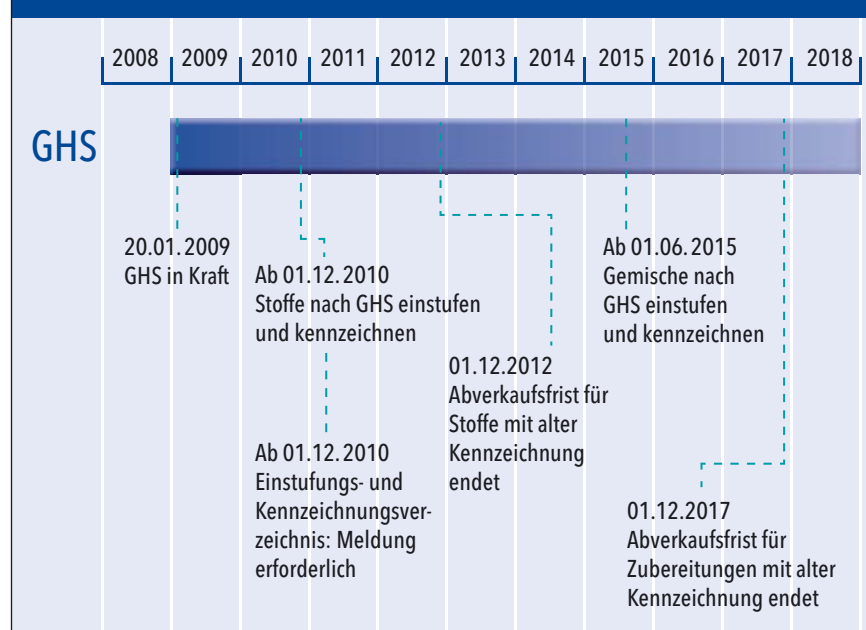 2008 2009 2010 2011 2012 2013 2014 2015 2016 2017 2018
GHS
20.01.2009
GHS in Kraft
Ab 01.12.2010
Stoffe nach GHS einstufen
und kennzeichnen
Ab 01.12.2010
Einstufungs- und
Kennzeichnungsver-
zeichnis: Meldung
erforderlich
01.12.2012
Abverkaufsfrist für
Stoffe mit alter
Kennzeichnung
endet
Ab 01.06.2015
Gemische nach
GHS einstufen
und kennzeichnen
01.12.2017
Abverkaufsfrist für
Zubereitungen mit alter
Kennzeichnung endet